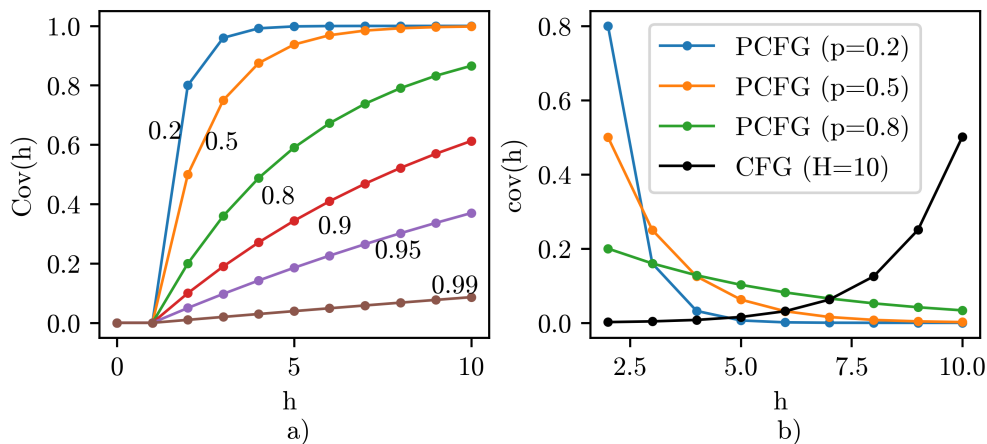 1.0
0.8
0.6
0.4
0.2
0.0
Cov(h)
0.2
0.5
0.8
0.9
0.95
0.99
0
5
10
h
a)
0.8
0.6
0.4
0.2
0.0
cov(h)
PCFG (p=0.2)
PCFG (p=0.5)
PCFG (p=0.8)
CFG (H=10)
2.5
5.0
7.5
10.0
h
b)